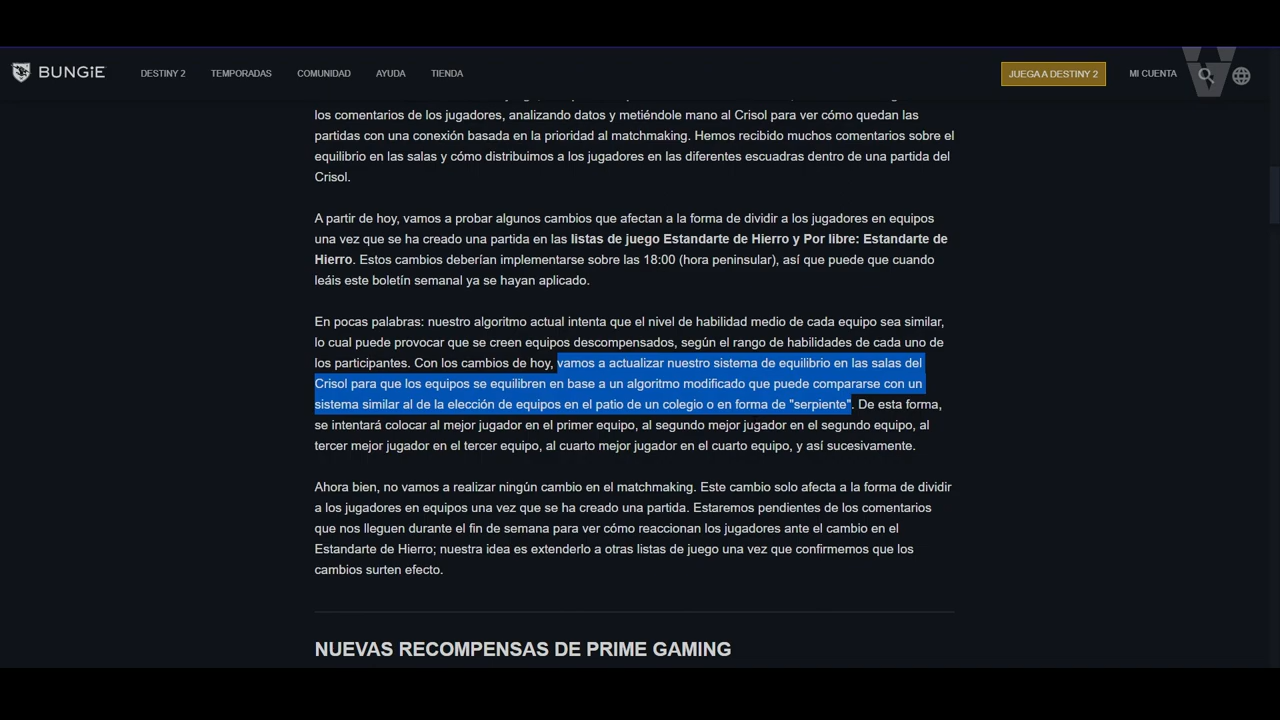 BUNGiE
DESTINY 2
TEMPORADAS
COMUNIDAD
AYUDA
TIENDA
JUEGA A DESTINY 2
MI CUENTA
los comentarios de los jugadores, analizando datos y metiéndole mano al Crisol para ver cómo quedan las
partidas con una conexión basada en la prioridad al matchmaking. Hemos recibido muchos comentarios sobre el
equilibrio en las salas y cómo distribuimos a los jugadores en las diferentes escuadras dentro de una partida del
Crisol.
A partir de hoy, vamos a probar algunos cambios que afectan a la forma de dividir a los jugadores en equipos
una vez que se ha creado una partida en las listas de juego Estandarte de Hierro y Por libre: Estandarte de
Hierro. Estos cambios deberían implementarse sobre las 18:00 (hora peninsular), así que puede que cuando
leáis este boletín semanal ya se hayan aplicado.
En pocas palabras: nuestro algoritmo actual intenta que el nivel de habilidad medio de cada equipo sea similar,
lo cual puede provocar que se creen equipos descompensados, según el rango de habilidades de cada uno de
los participantes. Con los cambios de hoy, vamos a actualizar nuestro sistema de equilibrio en las salas del
Crisol para que los equipos se equilibren en base a un algoritmo modificado que puede compararse con un
sistema similar al de la elección de equipos en el patio de un colegio o en forma de "serpiente". De esta forma,
se intentará colocar al mejor jugador en el primer equipo, al segundo mejor jugador en el segundo equipo, al
tercer mejor jugador en el tercer equipo, al cuarto mejor jugador en el cuarto equipo, y así sucesivamente.
Ahora bien, no vamos a realizar ningún cambio en el matchmaking. Este cambio solo afecta a la forma de dividir
a los jugadores en equipos una vez que se ha creado una partida. Estaremos pendientes de los comentarios
que nos lleguen durante el fin de semana para ver cómo reaccionan los jugadores ante el cambio en el
Estandarte de Hierro; nuestra idea es extenderlo a otras listas de juego una vez que confirmemos que los
cambios surten efecto.
NUEVAS RECOMPENSAS DE PRIME GAMING